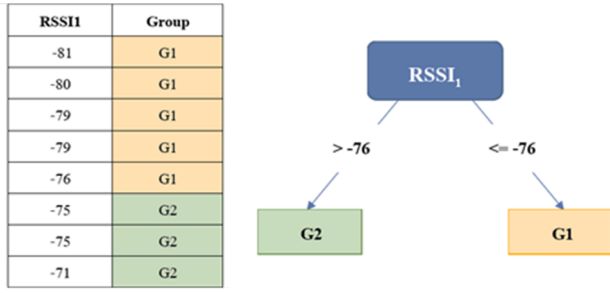 RSSI1 Group
-81 G1
-80 G1
-79 G1
-79 G1
-76 G1
-75 G2
-75 G2
-71 G2
RSSI₁
> -76 <= -76
G2 G1